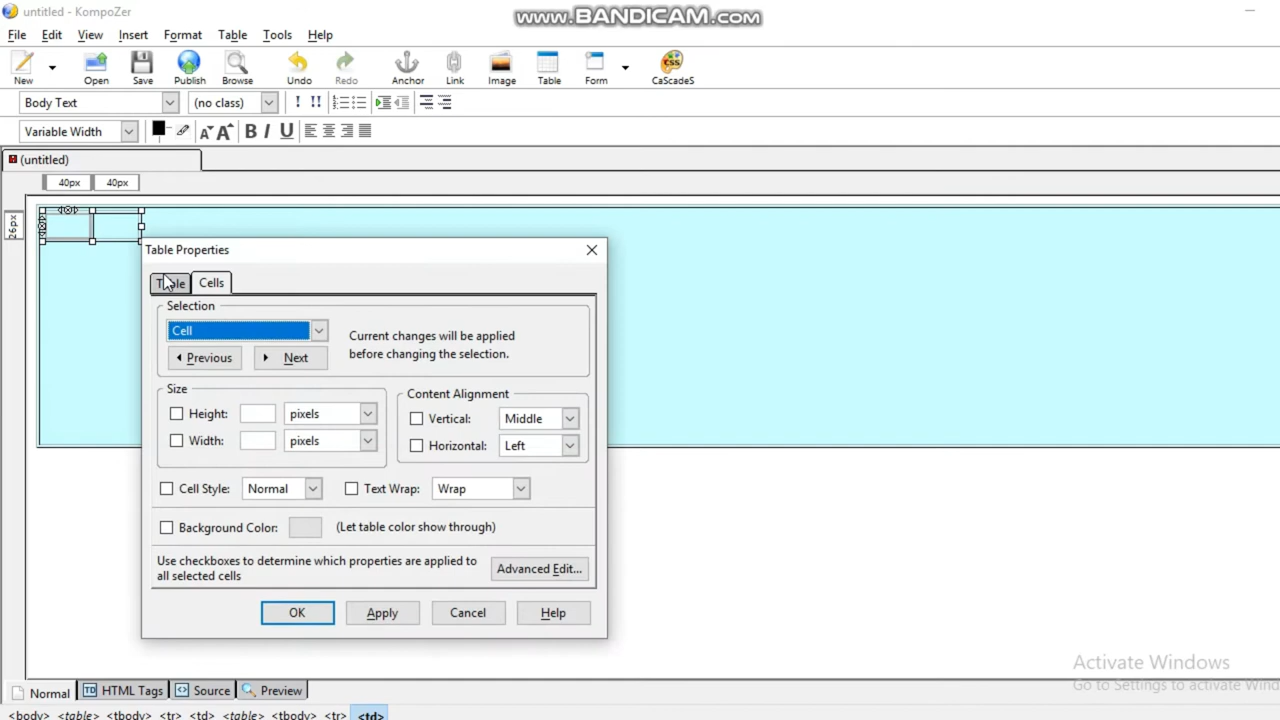 untitled - KompoZer
www.BANDICAM.com
File Edit View Insert Format Table Tools Help
New Open Save Publish Browse Undo Redo Anchor Link Image Table Form CaScadeS
Body Text (no class) ! !!
Variable Width B I U
(untitled)
40px 40px
26px
Table Properties
Table Cells
Selection
Cell
Current changes will be applied
before changing the selection.
Previous Next
Size
Height: pixels
Width: pixels
Content Alignment
Vertical: Middle
Horizontal: Left
Cell Style: Normal Text Wrap: Wrap
Background Color: (Let table color show through)
Use checkboxes to determine which properties are applied to
all selected cells
Advanced Edit...
OK Apply Cancel Help
Activate Windows
Go to Settings to activate Wind
Normal TD HTML Tags Source Preview
<body> <table> <tbody> <tr> <td> <table> <tbody> <tr> <td>